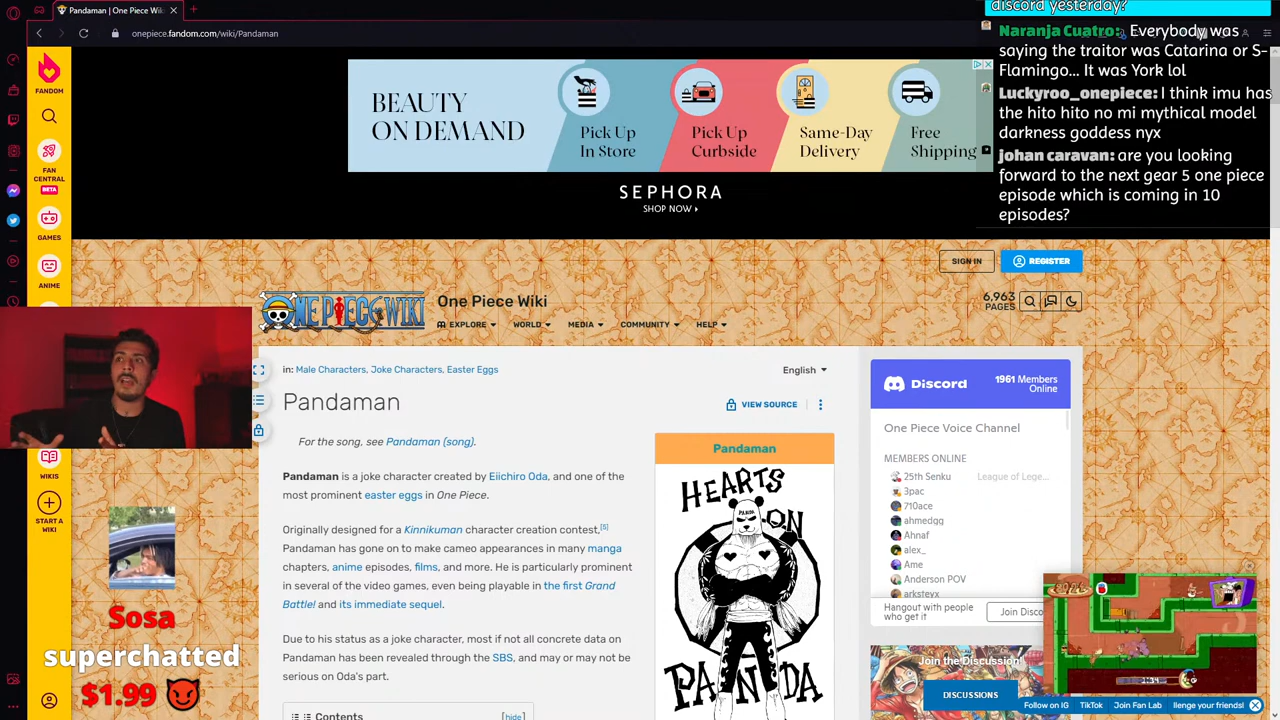 Pandaman | One Piece Wiki
onepiece.fandom.com/wiki/Pandaman
discord yesterday?
Naranja Cuatro: Everybody was
saying the traitor was Catarina or S-
Flamingo... It was York lol
Luckyroo_onepiece: I think imu has
the hito hito no mi mythical model
darkness goddess nyx
johan caravan: are you looking
forward to the next gear 5 one piece
episode which is coming in 10
episodes?
FANDOM
FAN
CENTRAL
BETA
GAMES
ANIME
WIKIS
START A
WIKI
BEAUTY
ON DEMAND
Pick Up
In Store
Pick Up
Curbside
Same-Day
Delivery
Free
Shipping
SEPHORA
SHOP NOW
SIGN IN
REGISTER
ONE PIECE WIKI
One Piece Wiki
6,963
PAGES
EXPLORE
WORLD
MEDIA
COMMUNITY
HELP
in: Male Characters, Joke Characters, Easter Eggs
English
Pandaman
VIEW SOURCE
For the song, see Pandaman (song).
Pandaman is a joke character created by Eiichiro Oda, and one of the
most prominent easter eggs in One Piece.
Originally designed for a Kinnikuman character creation contest,[5]
Pandaman has gone on to make cameo appearances in many manga
chapters, anime episodes, films, and more. He is particularly prominent
in several of the video games, even being playable in the first Grand
Battle! and its immediate sequel.
Due to his status as a joke character, most if not all concrete data on
Pandaman has been revealed through the SBS, and may or may not be
serious on Oda's part.
Contents
[hide]
Pandaman
HEARTS
ON
PANDA
PANDA
Discord
1961 Members
Online
One Piece Voice Channel
MEMBERS ONLINE
25th Senku
League of Lege...
3pac
710ace
ahmedgg
Ahnaf
alex_
Ame
Anderson POV
arksteyx
Hangout with people
who get it
Join Disco
Join the Discussion!
DISCUSSIONS
Sosa
superchatted
$1.99
Follow on IG
TikTok
Join Fan Lab
llenge your friends!